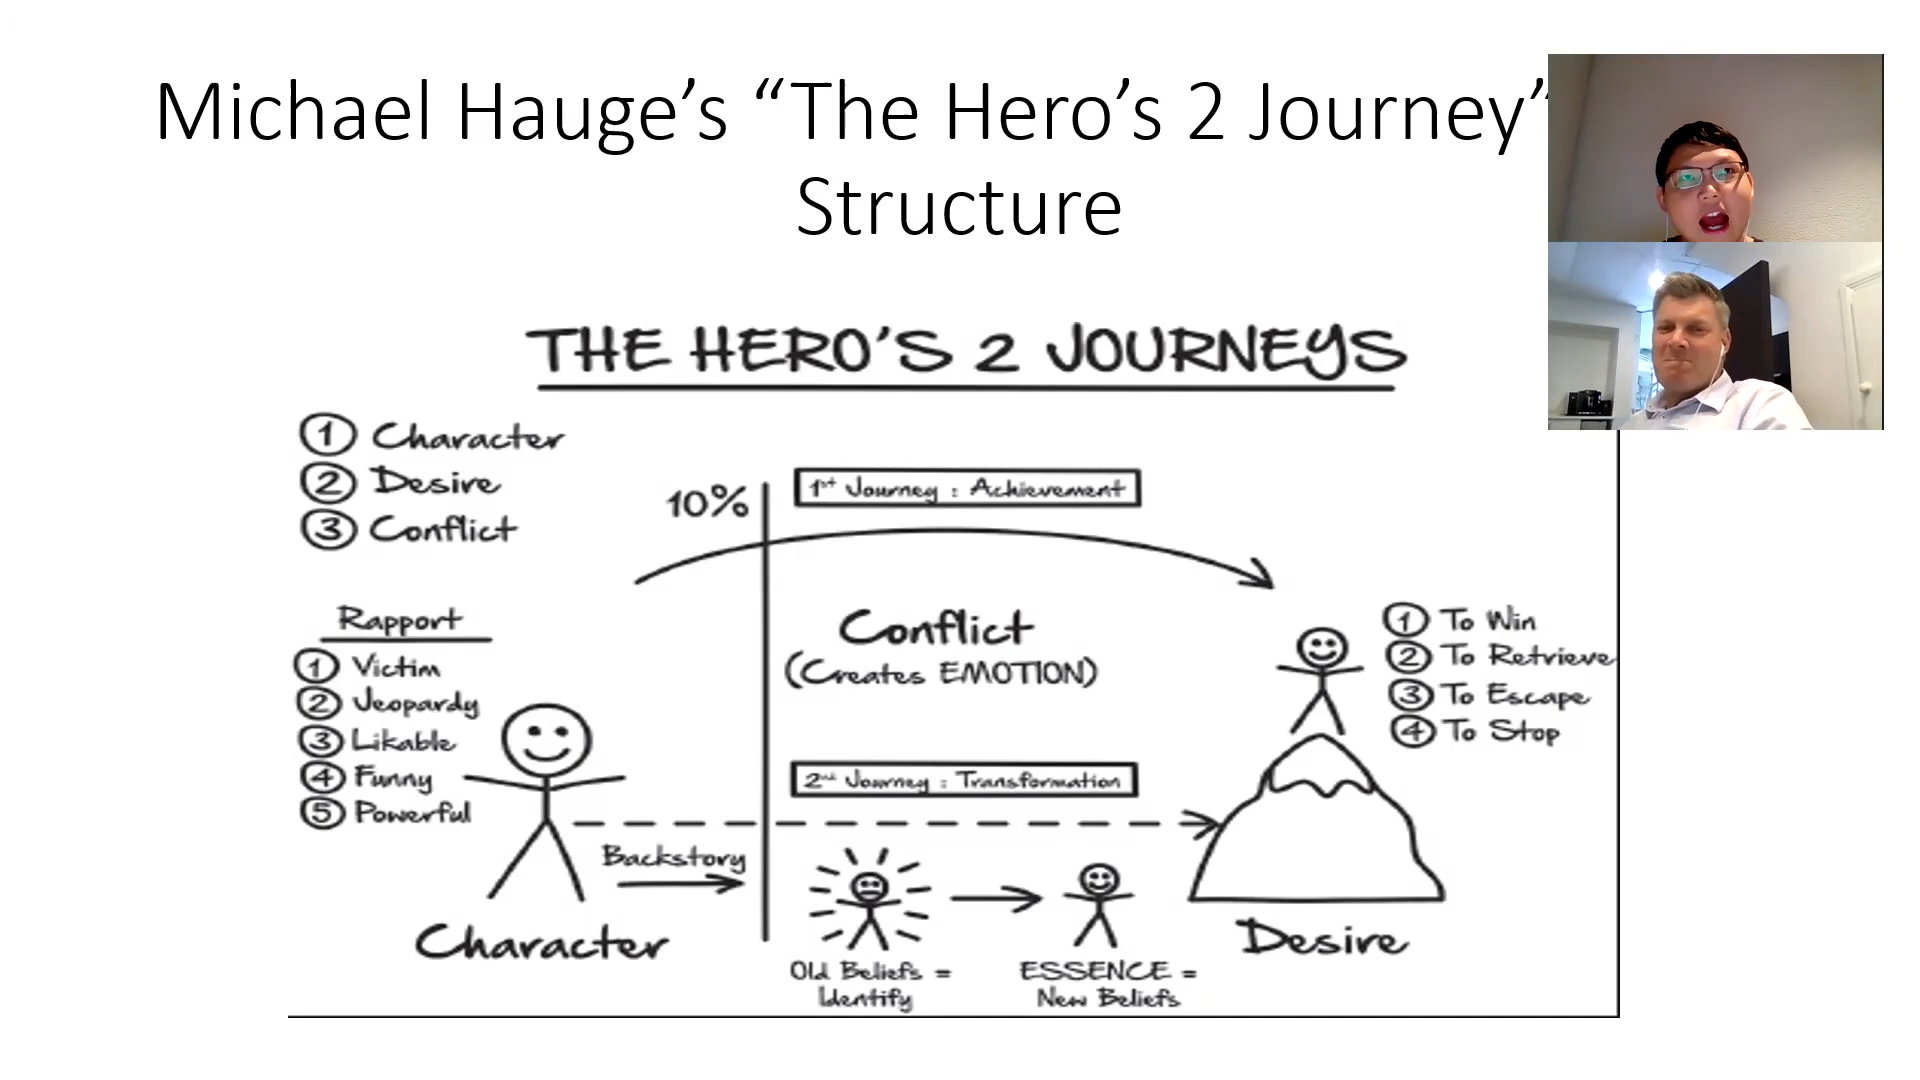 Michael Hauge’s “The Hero’s 2 Journey”
Structure
THE HERO'S 2 JOURNEYS
1 Character
2 Desire
3 Conflict
10%
1st Journey : Achievement
Rapport
1 Victim
2 Jeopardy
3 Likable
4 Funny
5 Powerful
Conflict
(Creates EMOTION)
1 To Win
2 To Retrieve
3 To Escape
4 To Stop
2nd Journey : Transformation
Backstory
Character
Old Beliefs =
Identify
ESSENCE =
New Beliefs
Desire